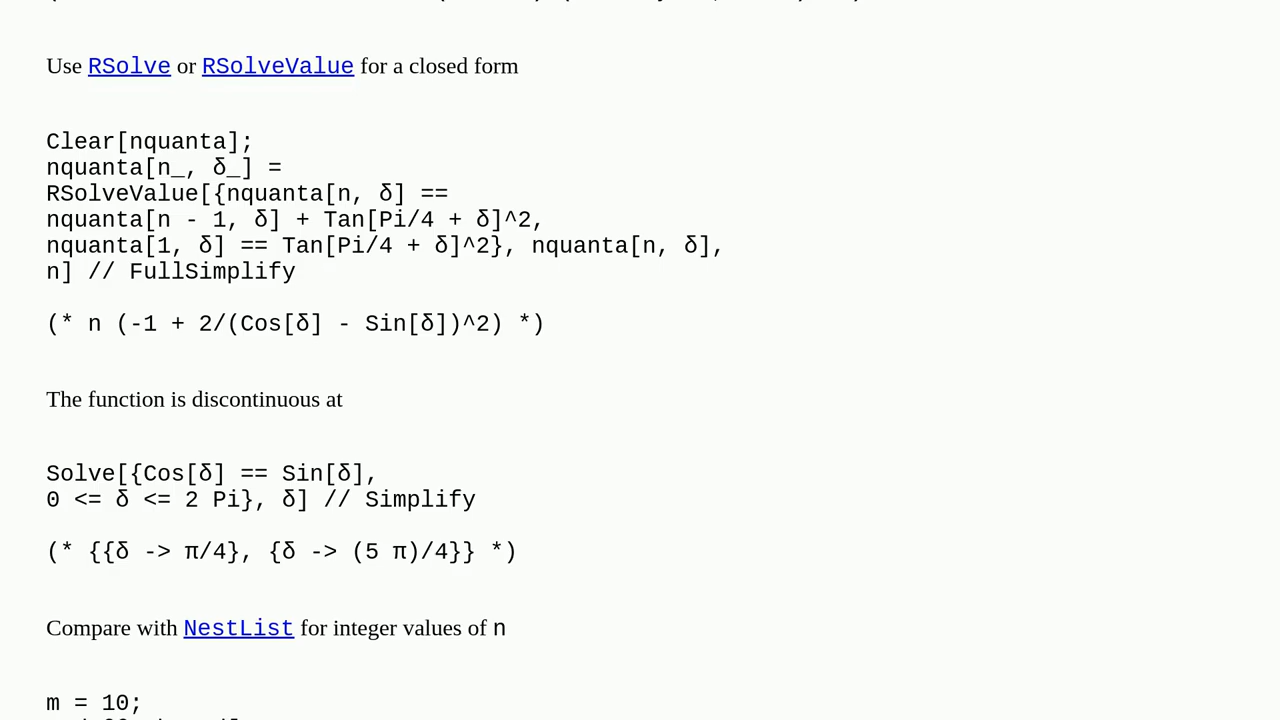 Use RSolve or RSolveValue for a closed form
Clear[nquanta];
nquanta[n_, δ_] =
RSolveValue[{nquanta[n, δ] ==
nquanta[n - 1, δ] + Tan[Pi/4 + δ]^2,
nquanta[1, δ] == Tan[Pi/4 + δ]^2}, nquanta[n, δ],
n] // FullSimplify
(* n (-1 + 2/(Cos[δ] - Sin[δ])^2) *)
The function is discontinuous at
Solve[{Cos[δ] == Sin[δ],
0 <= δ <= 2 Pi}, δ] // Simplify
(* {{δ -> π/4}, {δ -> (5 π)/4}} *)
Compare with NestList for integer values of n
m = 10;